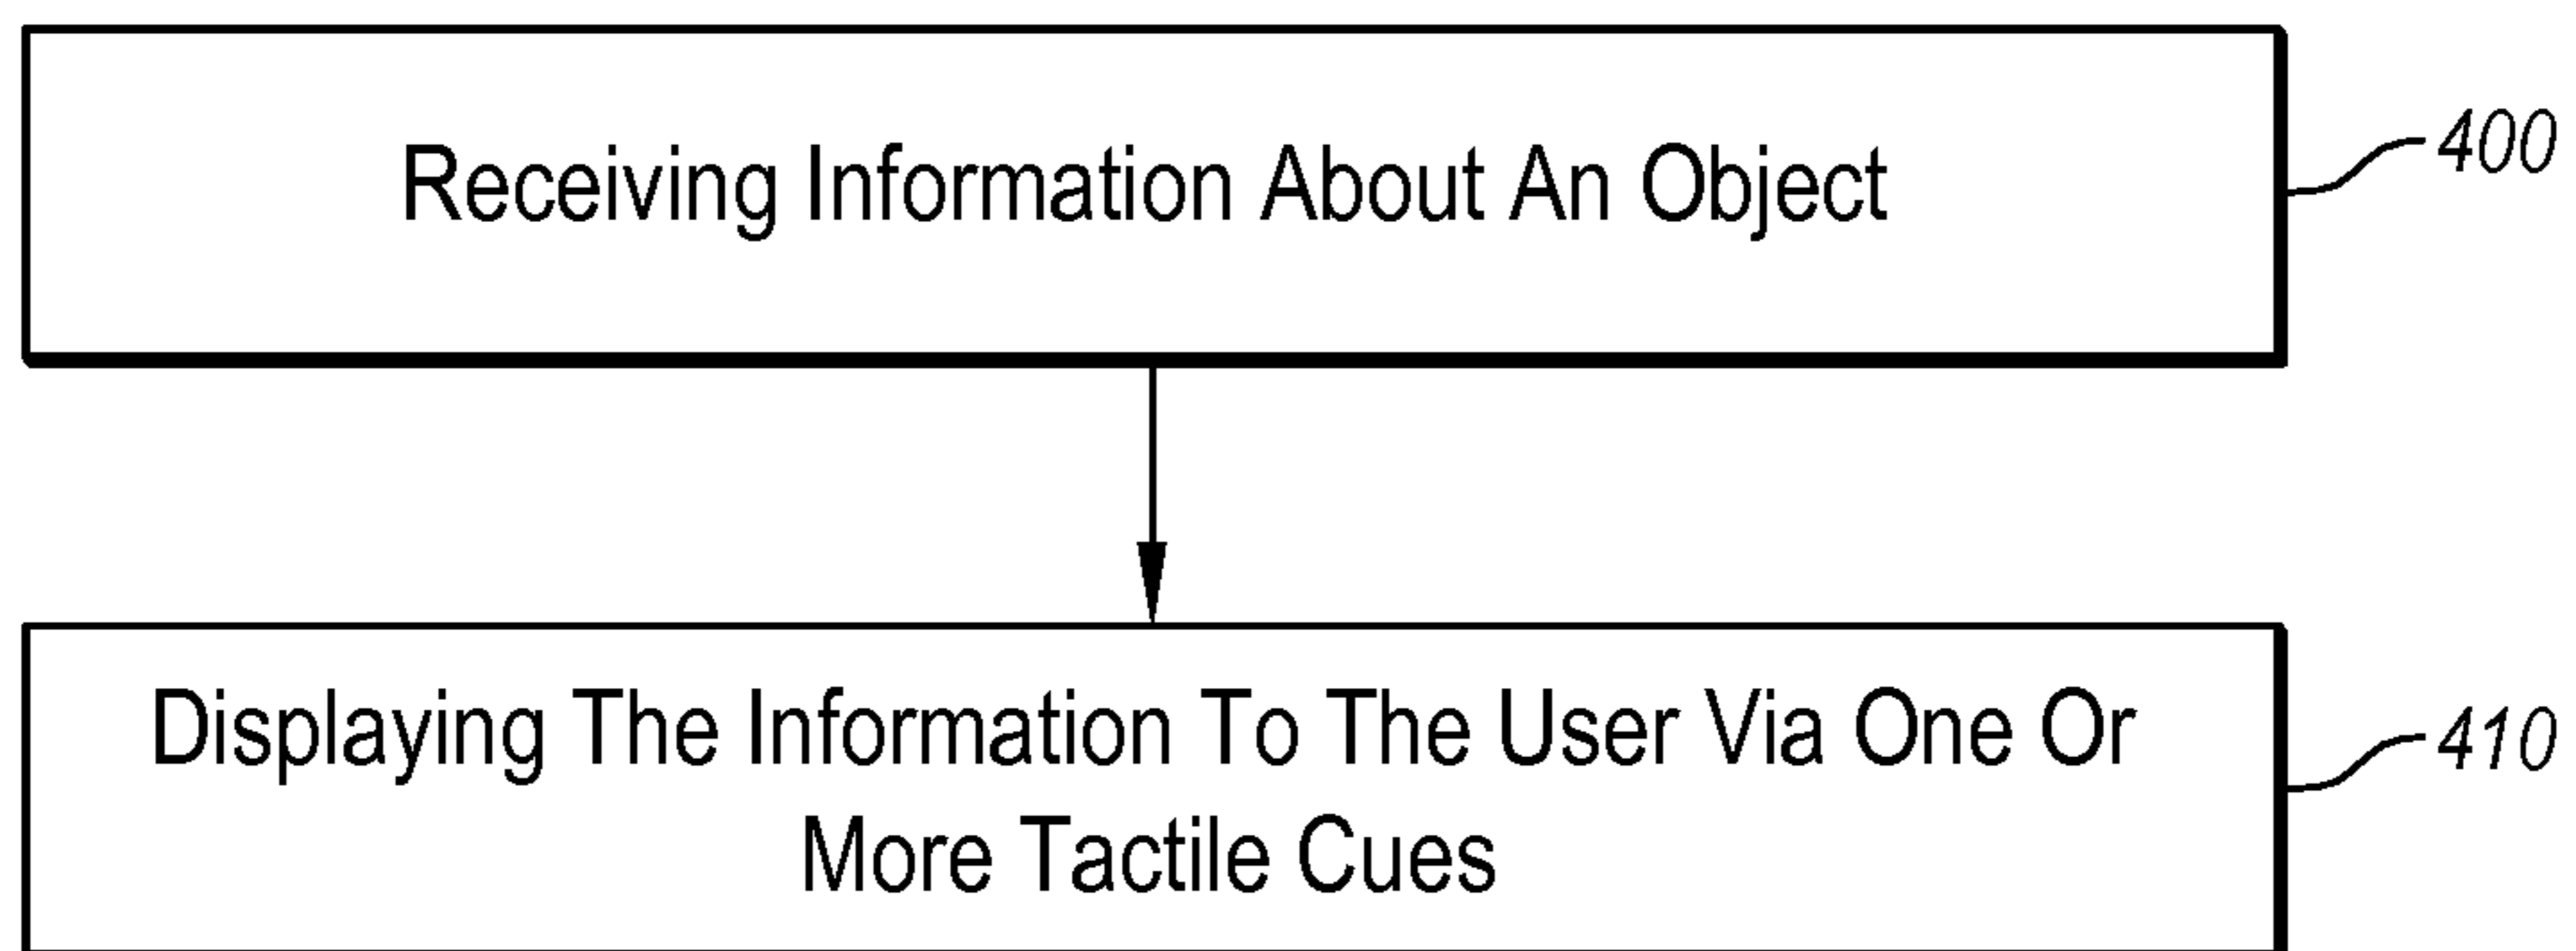 Receiving Information About An Object
400
Displaying The Information To The User Via One Or
More Tactile Cues
410